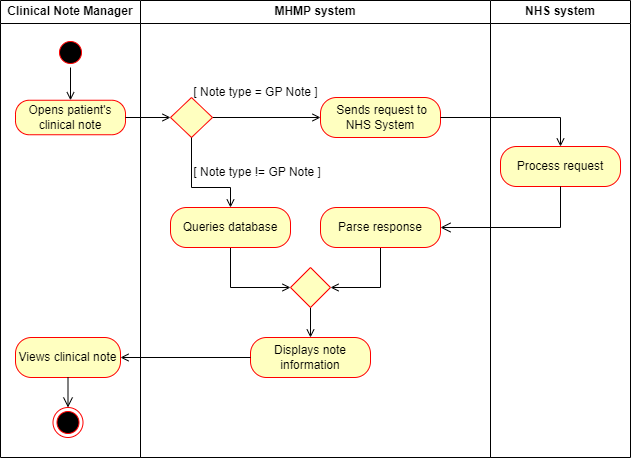 Clinical Note Manager
MHMP system
NHS system
[ Note type = GP Note ]
Opens patient's
clinical note
Sends request to
NHS System
Process request
[ Note type != GP Note ]
Queries database
Parse response
Displays note
information
Views clinical note